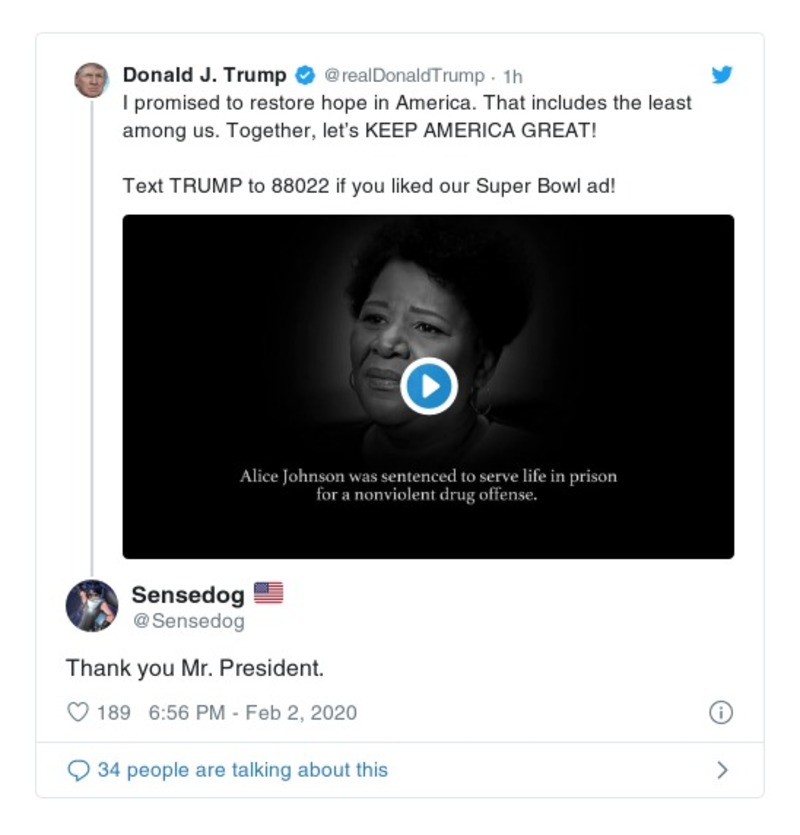 Donald J. Trump @realDonaldTrump · 1h
I promised to restore hope in America. That includes the least
among us. Together, let's KEEP AMERICA GREAT!
Text TRUMP to 88022 if you liked our Super Bowl ad!
Alice Johnson was sentenced to serve life in prison
for a nonviolent drug offense.
Sensedog
@Sensedog
Thank you Mr. President.
189 6:56 PM - Feb 2, 2020
34 people are talking about this